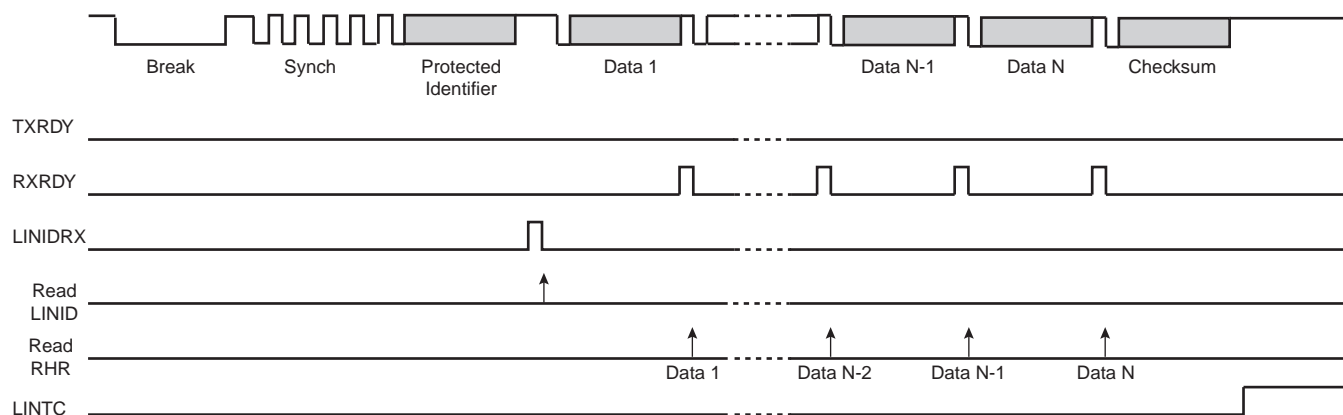 Break
Synch
Protected
Identifier
Data 1
Data N-1
Data N
Checksum
TXRDY
RXRDY
LINIDRX
Read
LINID
Read
RHR
Data 1
Data N-2
Data N-1
Data N
LINTC